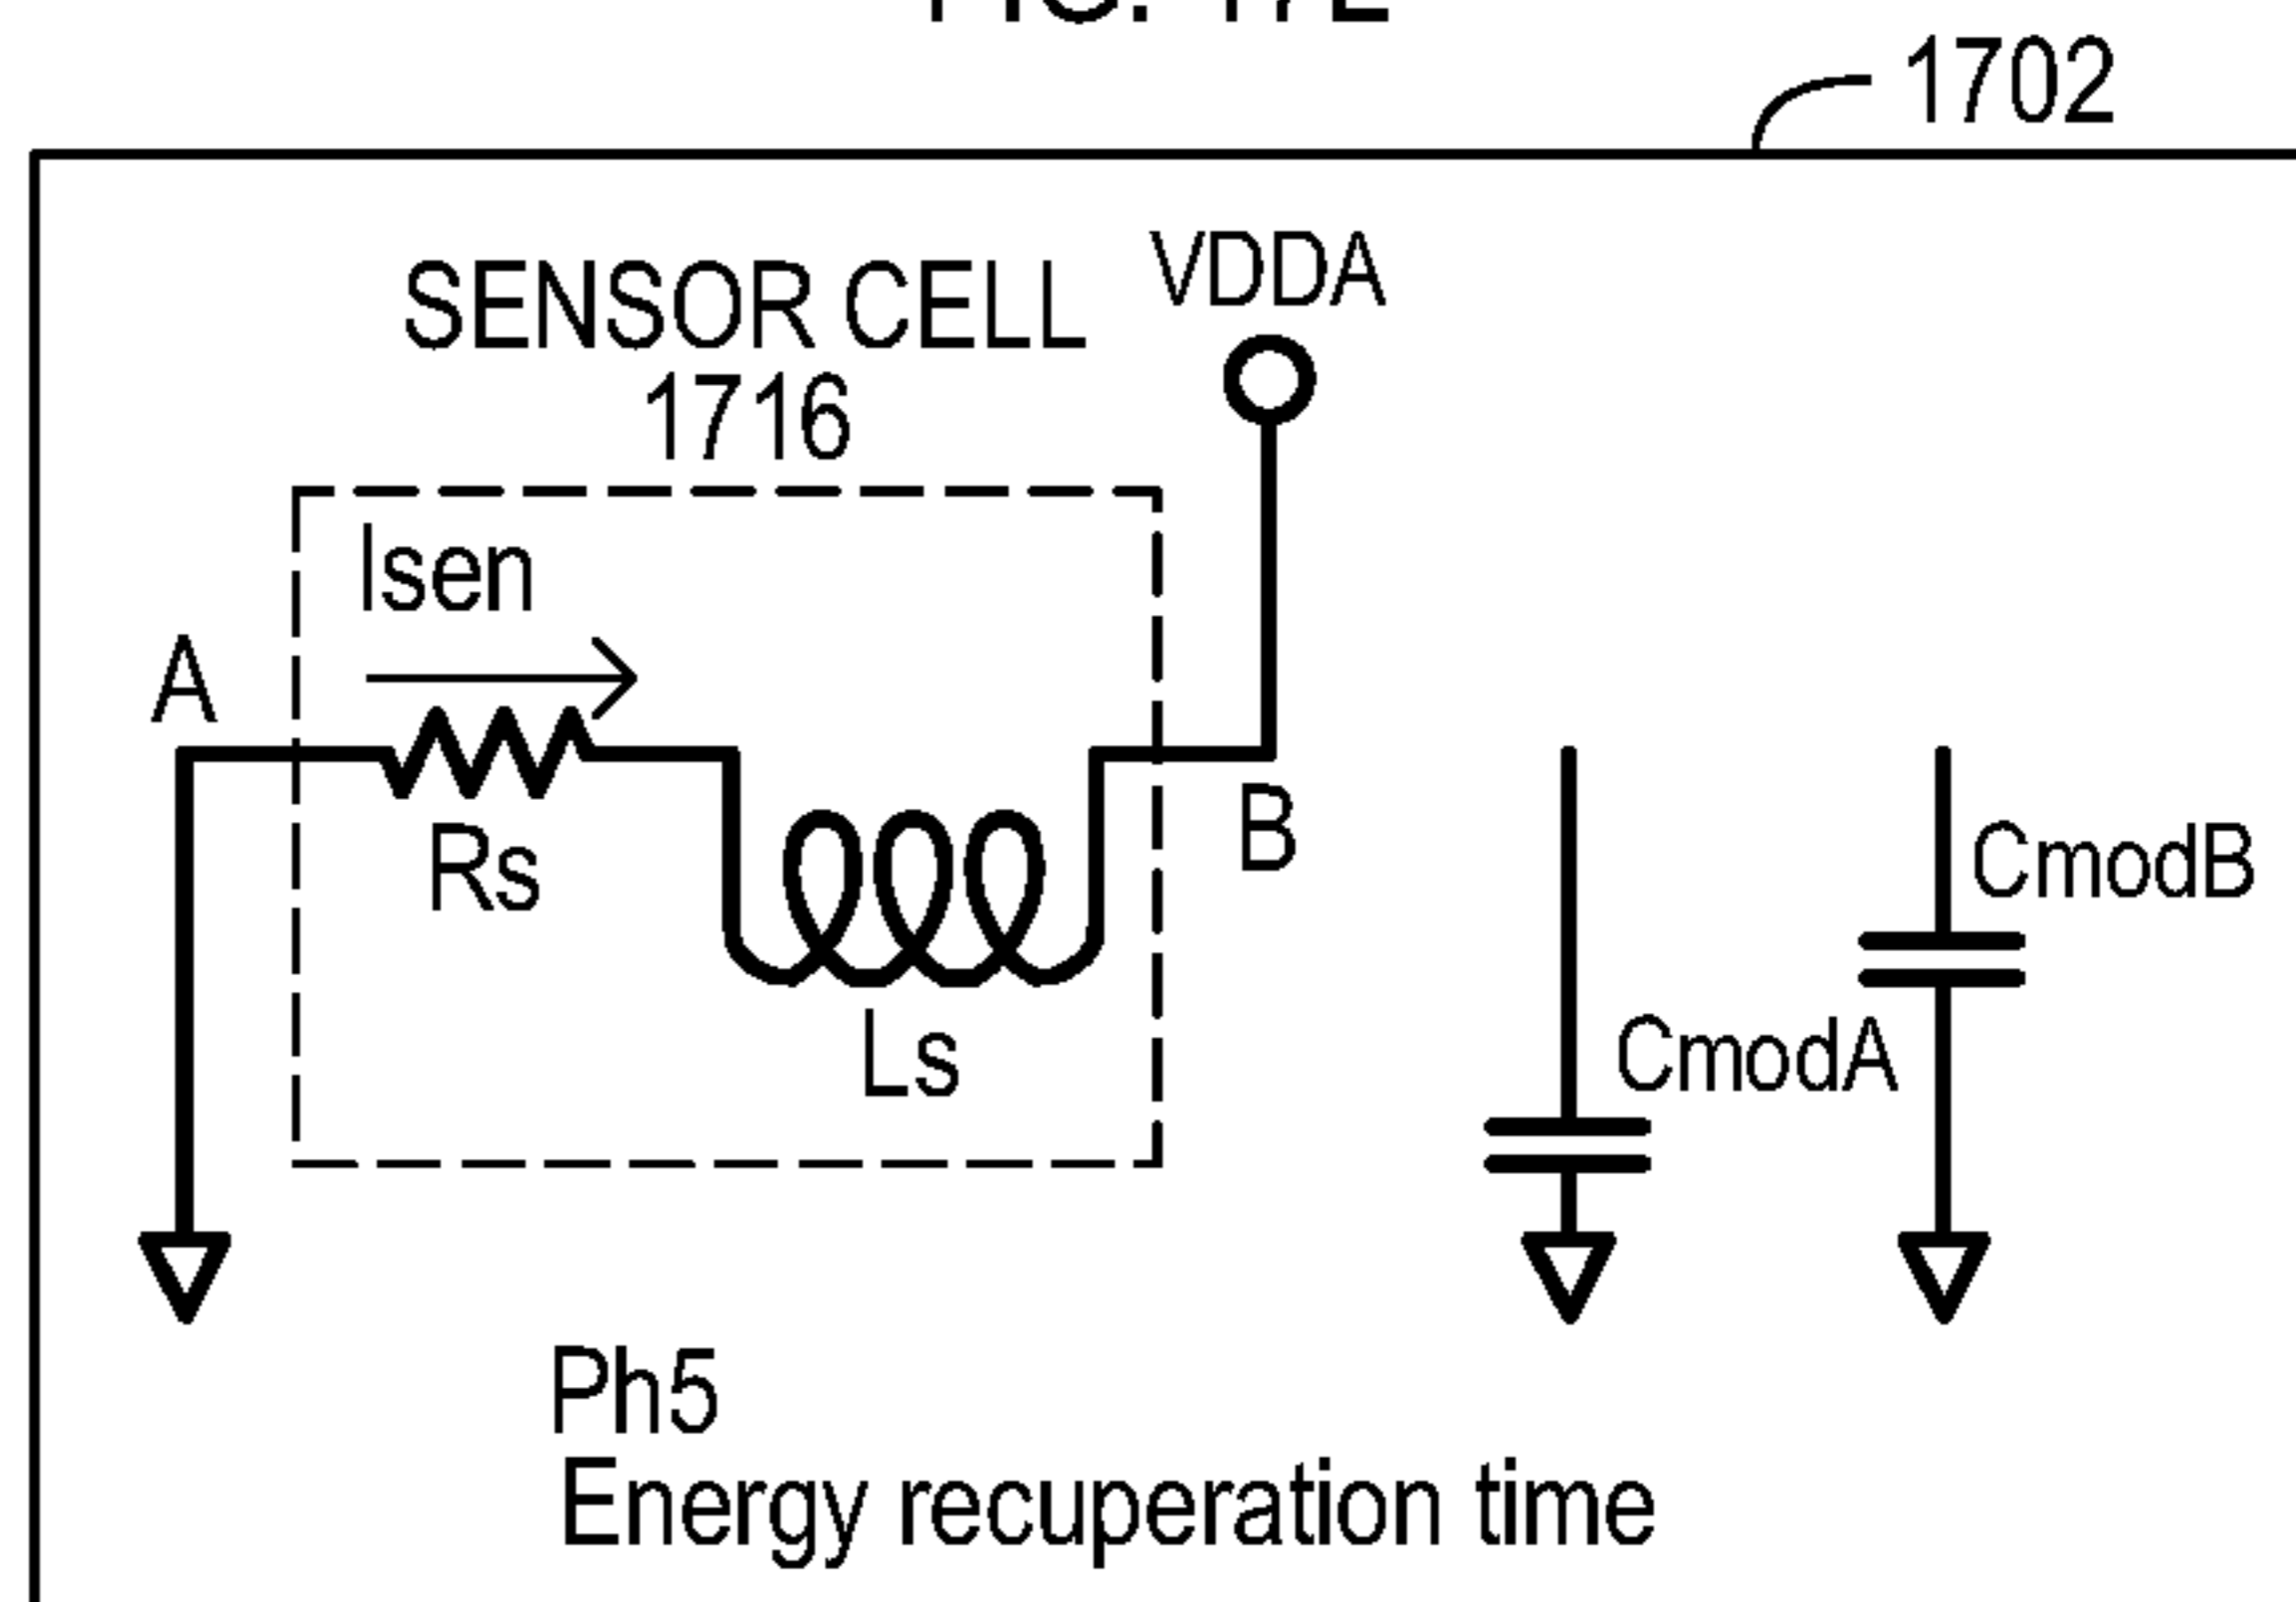 1702
SENSOR CELL
1716
VDDA
Isen
A
Rs
Ls
B
CmodA
CmodB
Ph5
Energy recuperation time